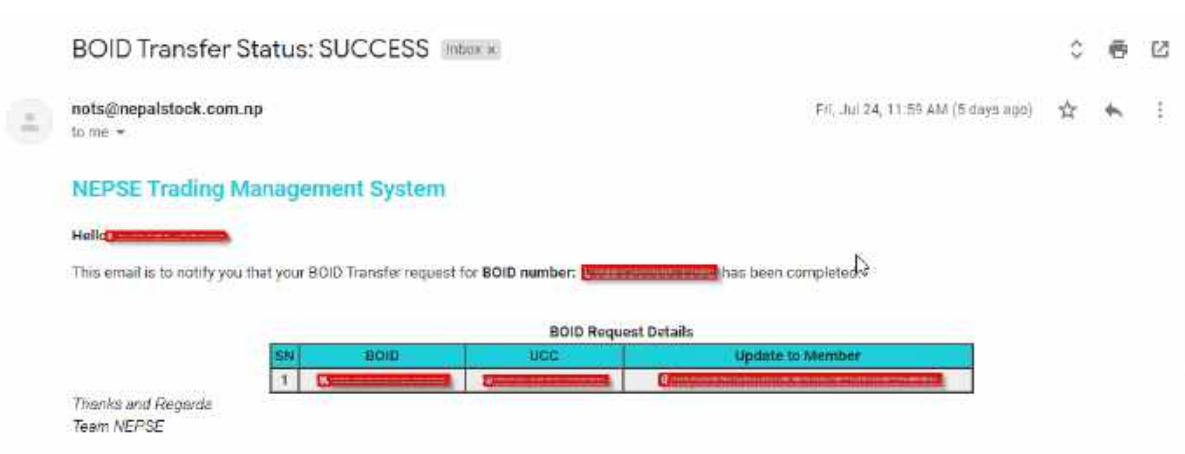 BOID Transfer Status: SUCCESS Inbox x
nots@nepalstock.com.np
Fri, Jul 24, 11:59 AM (5 days ago)
to me
NEPSE Trading Management System
Hello
This email is to notify you that your BOID Transfer request for BOID number: has been completed.
BOID Request Details
SN BOID UCC Update to Member
1
Thanks and Regards
Team NEPSE